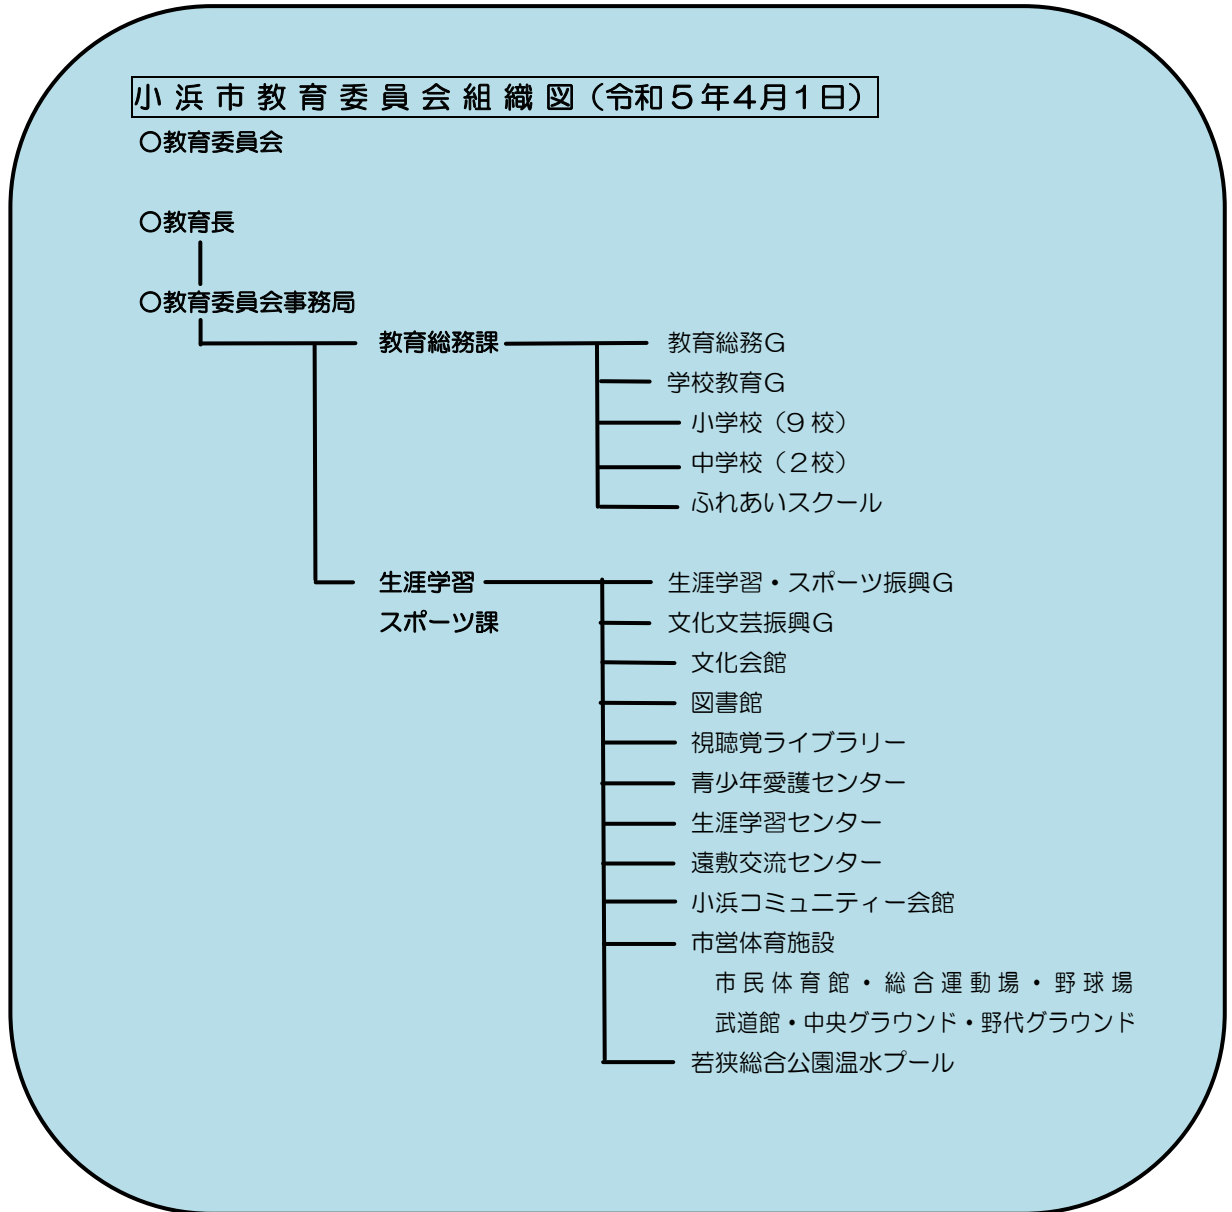 小浜市教育委員会組織図（令和５年４月１日）
○教育委員会
○教育長
○教育委員会事務局
教育総務課 教育総務Ｇ
学校教育Ｇ
小学校（９校）
中学校（２校）
ふれあいスクール
生涯学習 生涯学習・スポーツ振興Ｇ
スポーツ課 文化文芸振興Ｇ
文化会館
図書館
視聴覚ライブラリー
青少年愛護センター
生涯学習センター
遠敷交流センター
小浜コミュニティー会館
市営体育施設
市民体育館・総合運動場・野球場
武道館・中央グラウンド・野代グラウンド
若狭総合公園温水プール